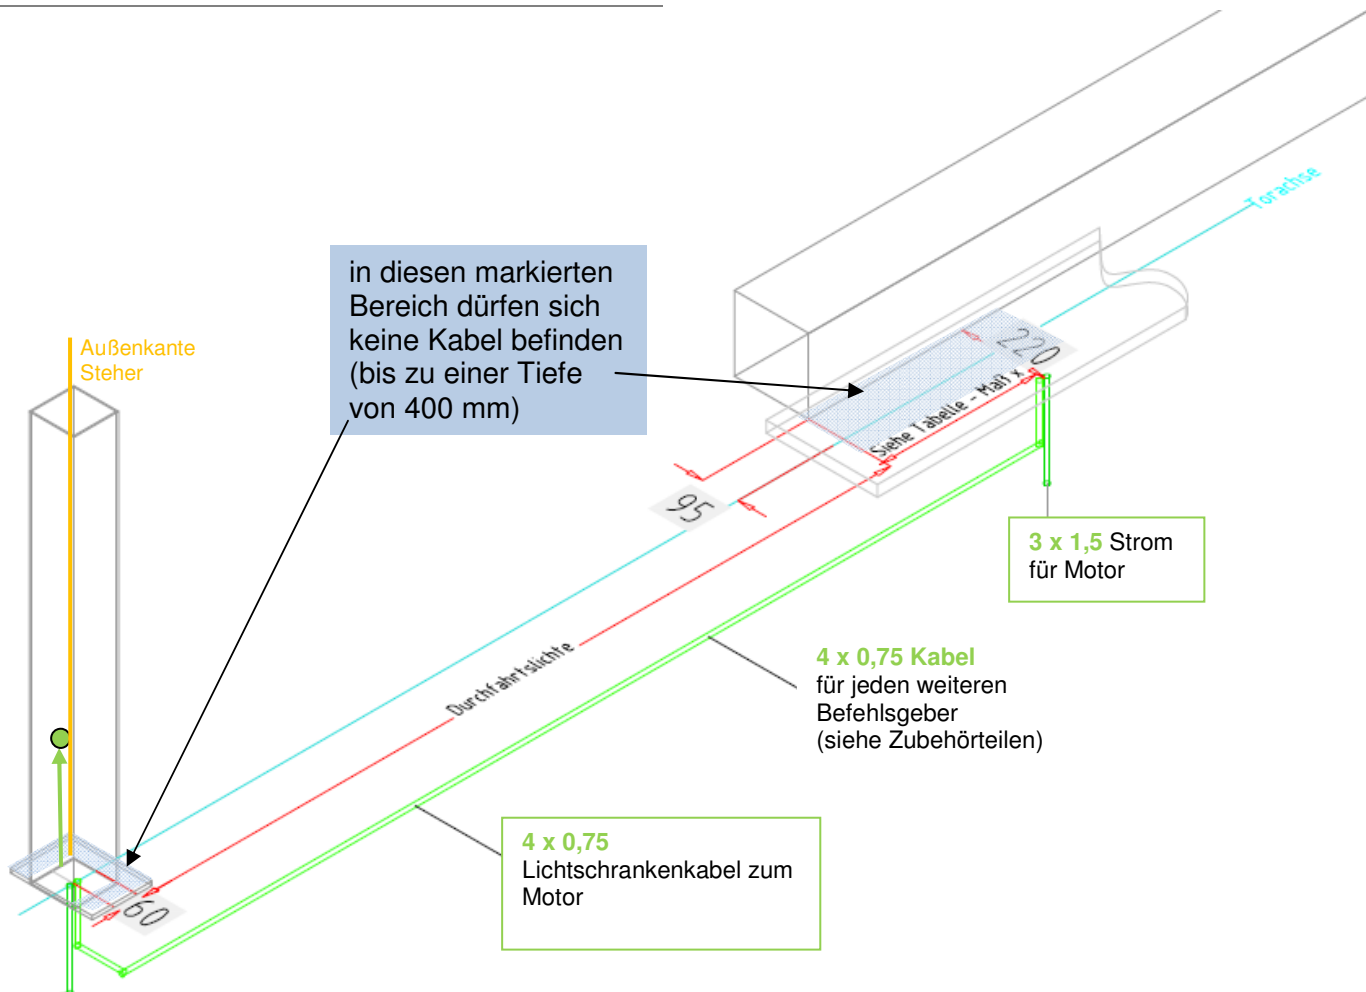 Torachse
in diesen markierten
Bereich dürfen sich
keine Kabel befinden
(bis zu einer Tiefe
von 400 mm)
Außenkante
Steher
220
Siehe Tabelle - Maß x
95
3 x 1,5 Strom
für Motor
Durchfahrtslichte
4 x 0,75 Kabel
für jeden weiteren
Befehlsgeber
(siehe Zubehörteilen)
4 x 0,75
Lichtschrankenkabel zum
Motor
60